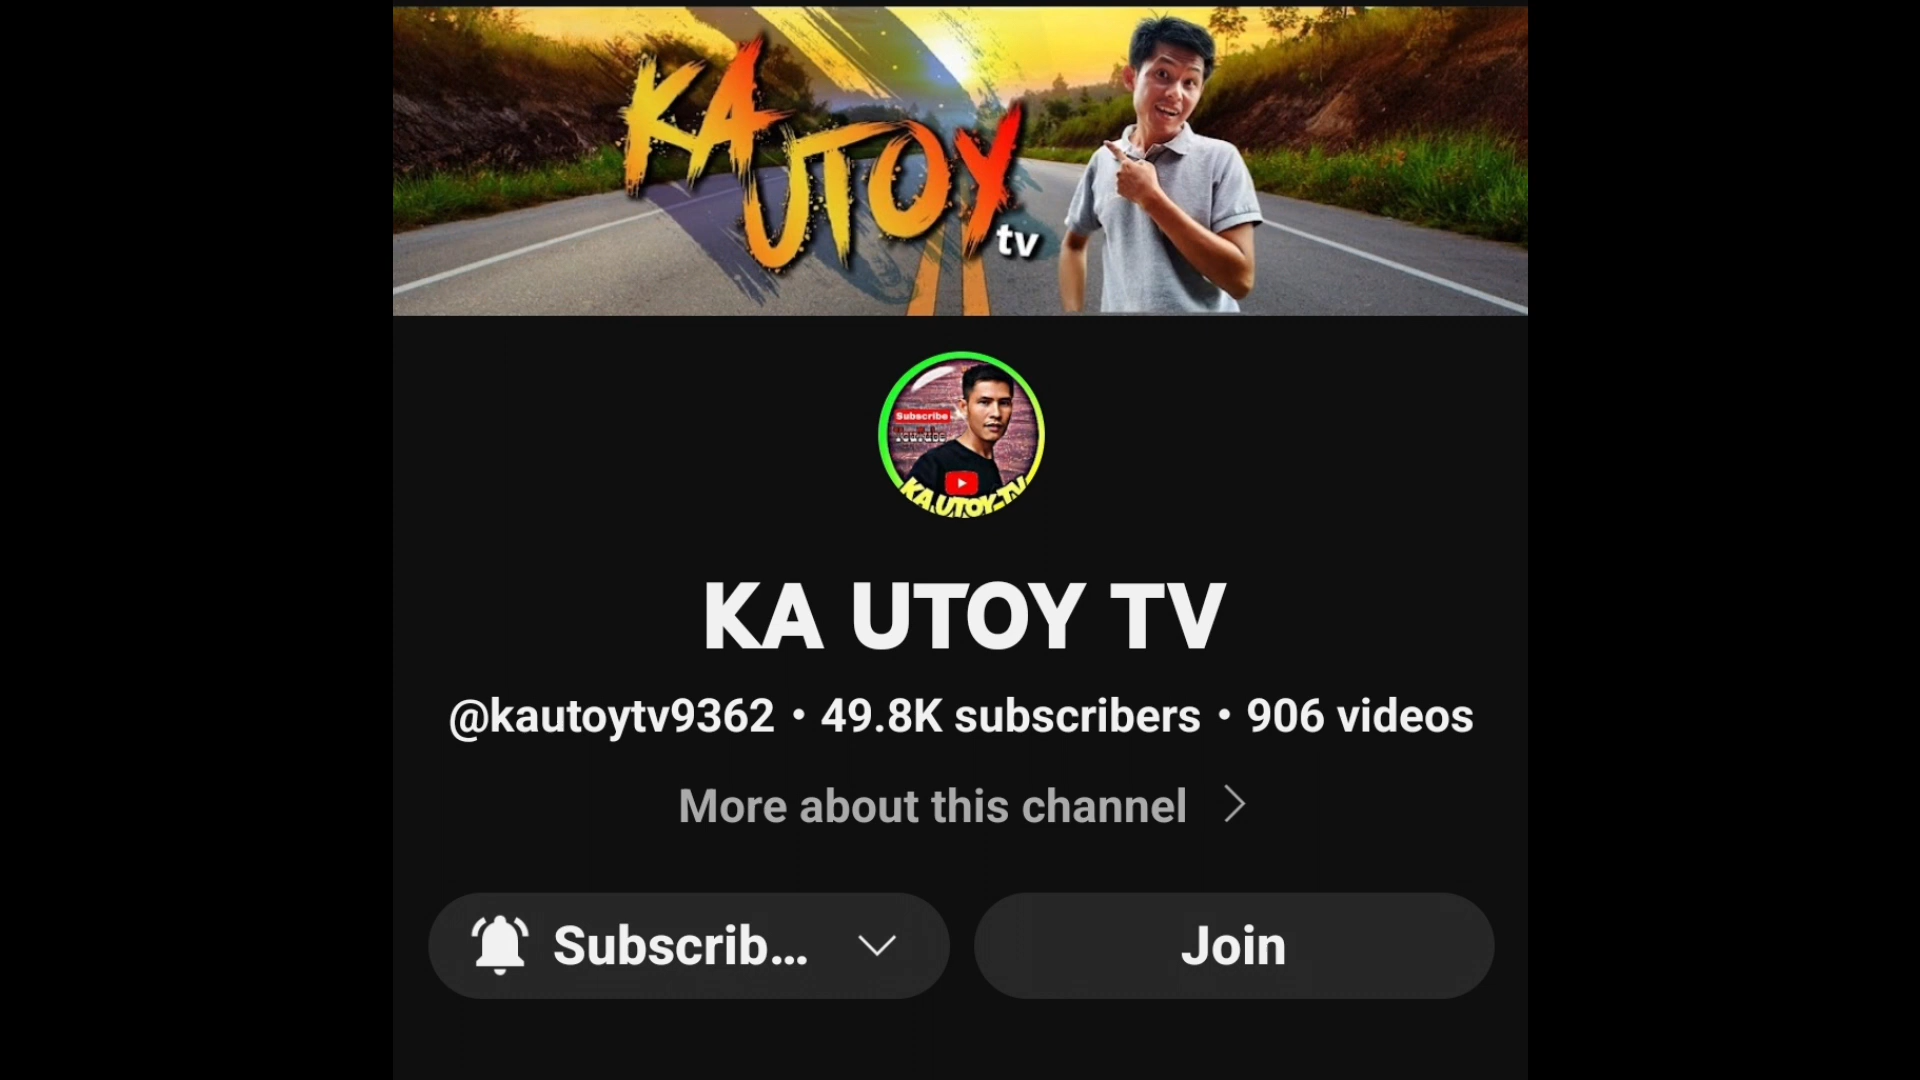 KA UTOY tv
Subscribe
YouTube
KA.UTOY-TV
KA UTOY TV
@kautoytv9362 • 49.8K subscribers • 906 videos
More about this channel >
Subscrib...
Join